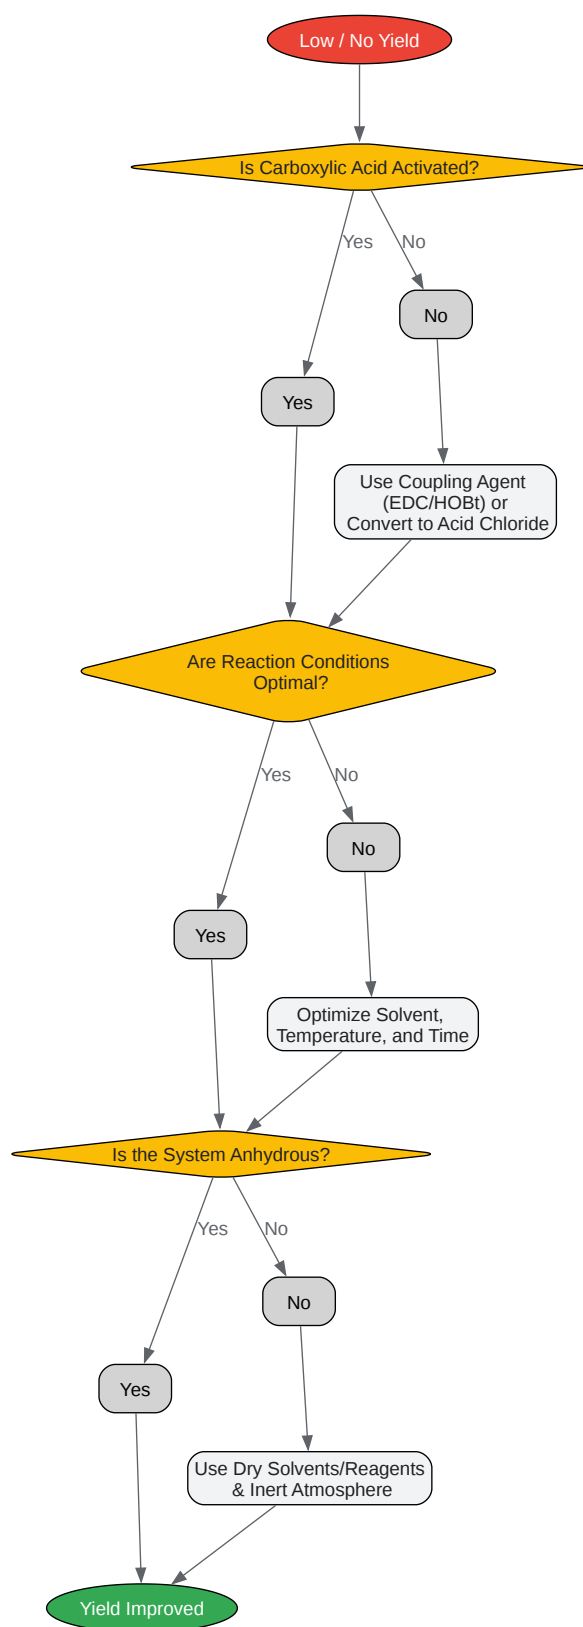 Low / No Yield
Is Carboxylic Acid Activated?
Yes
No
No
Yes
Use Coupling Agent
(EDC/HOBt) or
Convert to Acid Chloride
Are Reaction Conditions
Optimal?
Yes
No
No
Yes
Optimize Solvent,
Temperature, and Time
Is the System Anhydrous?
Yes
No
No
Yes
Use Dry Solvents/Reagents
& Inert Atmosphere
Yield Improved